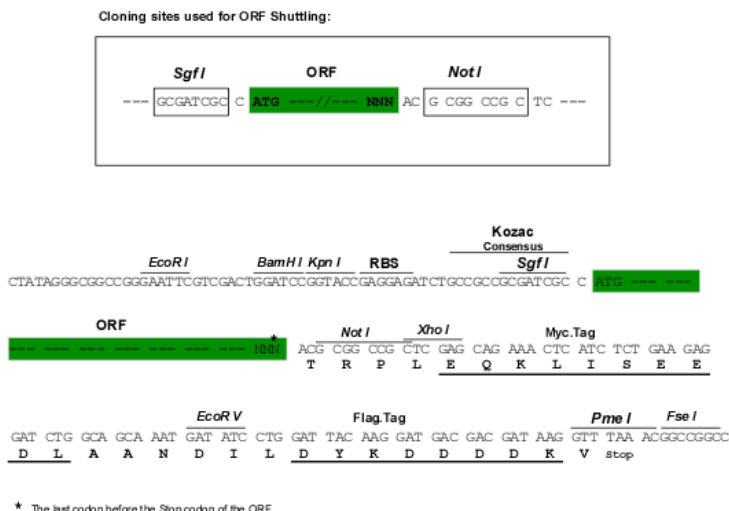 Cloning sites used for ORF Shuttling:
Sgf I ORF Not I
--- GCGATCGC C ATG ---//--- NNN AC G CGG CCG C TC ---
Kozac
Consensus
EcoR I BamH I Kpn I RBS Sgf I
CTATAGGGCGGCCGGGAATTCGTCGACTGGATCCGGTACCGAGGAGATCTGCCGCCGCGATCGC C ATG --- --- ---
ORF
*
--- --- --- --- --- --- --- --- NNN ACG CGG CCG CTC GAG CAG AAA CTC ATC TCT GAA GAG
Not I Xho I Myc.Tag
T R P L E Q K L I S E E
EcoR V Flag.Tag Pme I Fse I
GAT CTG GCA GCA AAT GAT ATC CTG GAT TAC AAG GAT GAC GAC GAT AAG GTT TAA ACGGCCGGCC
D L A A N D I L D Y K D D D D K V Stop
* The last codon before the Stop codon of the ORF